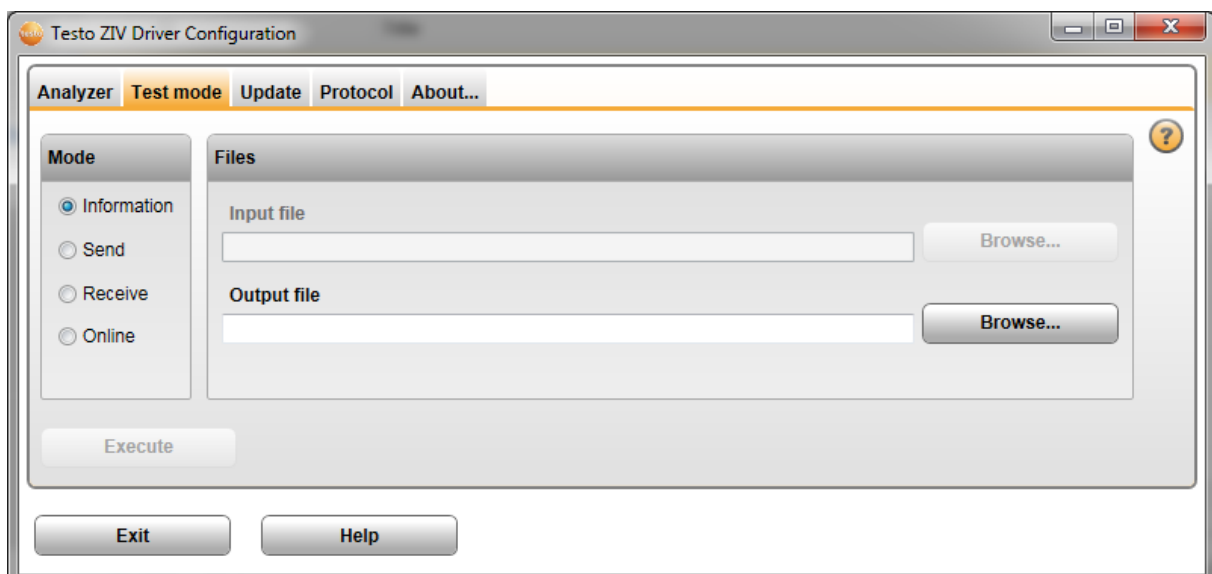 Testo ZIV Driver Configuration
Analyzer Test mode Update Protocol About...
?
Mode
Information
Send
Receive
Online
Files
Input file
Browse...
Output file
Browse...
Execute
Exit
Help